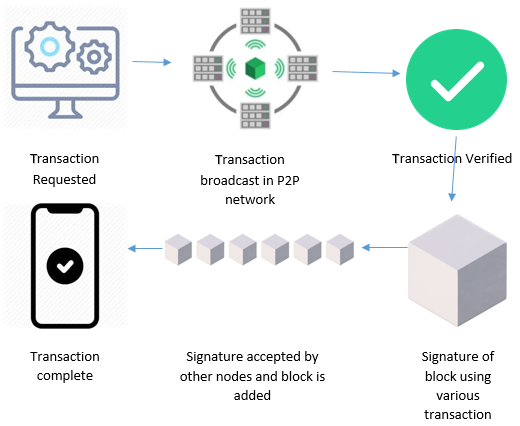 Transaction
Requested
Transaction
broadcast in P2P
network
Transaction Verified
Transaction
complete
Signature accepted by
other nodes and block is
added
Signature of
block using
various
transaction